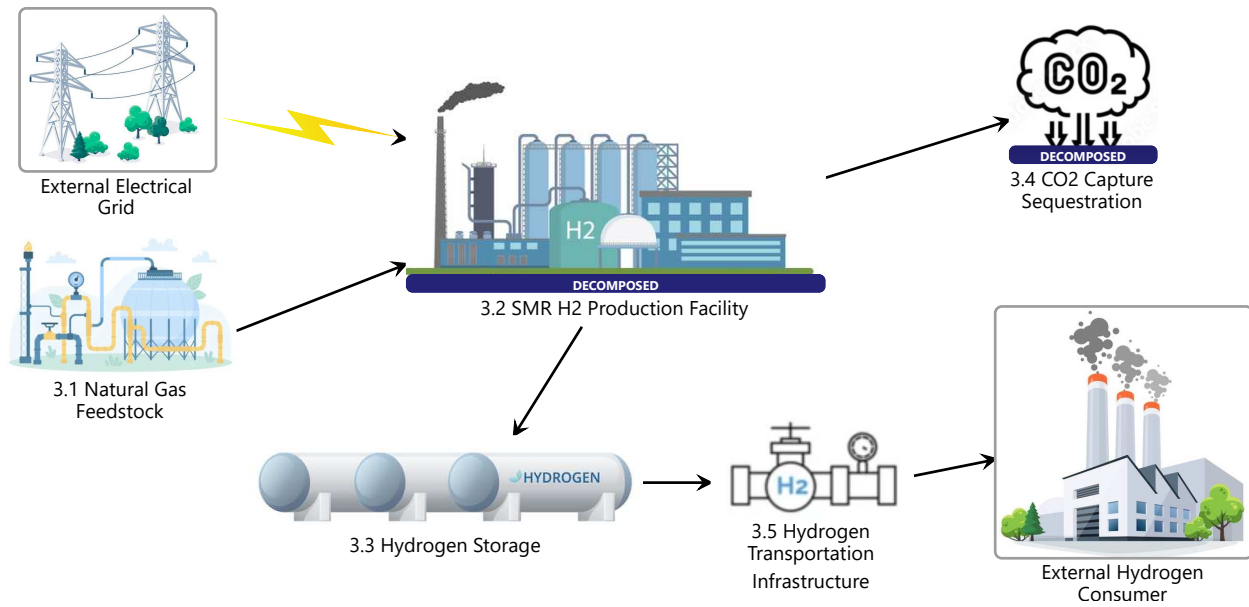 External Electrical
Grid
3.1 Natural Gas
Feedstock
H2
DECOMPOSED
3.2 SMR H2 Production Facility
CO₂
DECOMPOSED
3.4 CO2 Capture
Sequestration
HYDROGEN
3.3 Hydrogen Storage
H2
3.5 Hydrogen
Transportation
Infrastructure
External Hydrogen
Consumer